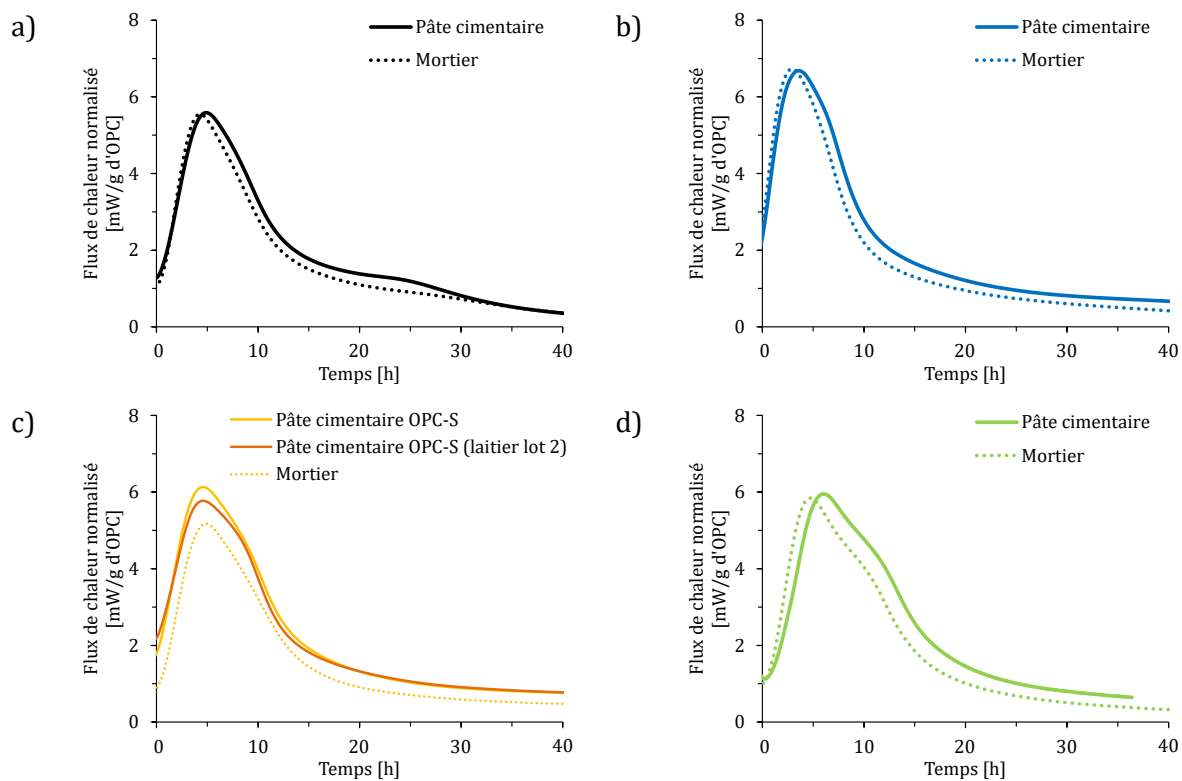 a)
Flux de chaleur normalisé
[mW/g d'OPC]
8
6
4
2
0
0 10 20 30 40
Temps [h]
Pâte cimentaire
Mortier
b)
Flux de chaleur normalisé
[mW/g d'OPC]
8
6
4
2
0
0 10 20 30 40
Temps [h]
Pâte cimentaire
Mortier
c)
Flux de chaleur normalisé
[mW/g d'OPC]
8
6
4
2
0
0 10 20 30 40
Temps [h]
Pâte cimentaire OPC-S
Pâte cimentaire OPC-S (laitier lot 2)
Mortier
d)
Flux de chaleur normalisé
[mW/g d'OPC]
8
6
4
2
0
0 10 20 30 40
Temps [h]
Pâte cimentaire
Mortier